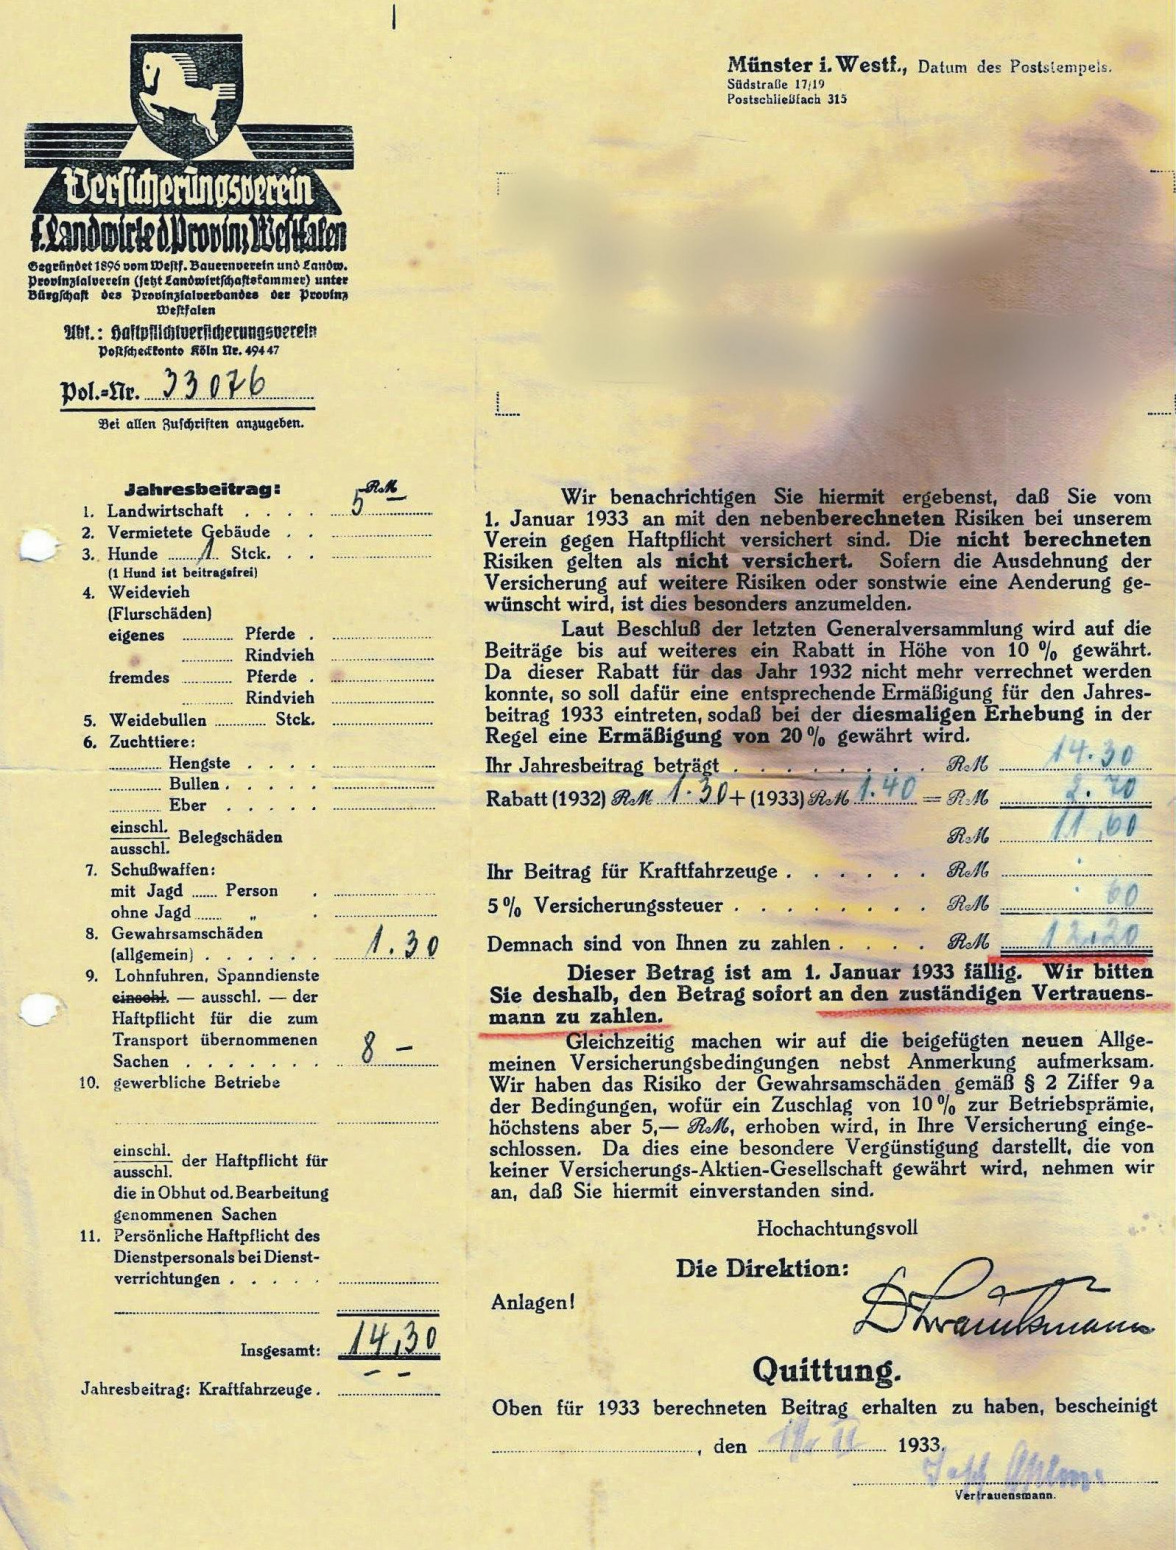 Münster i. Westf., Datum des Poststempels.
Südstraße 17/19
Postschließfach 315
Versicherungsverein
f. Landwirte d. Provinz Westfalen
Gegründet 1896 vom Westf. Bauernverein und Landw.
Provinzialverein (jetzt Landwirtschaftskammer) unter
Bürgschaft des Provinzialverbandes der Provinz
Westfalen
Abt.: Haftpflichtversicherungsverein
Postscheckkonto Köln Nr. 494 47
Pol.=Nr. 33076
Bei allen Zuschriften anzugeben.
Jahresbeitrag: RM
1. Landwirtschaft . . . . 5 —
2. Vermietete Gebäude . .
3. Hunde 1 Stck. . .
(1 Hund ist beitragsfrei)
4. Weidevieh
(Flurschäden)
eigenes ........... Pferde .
........... Rindvieh
fremdes ........... Pferde .
........... Rindvieh
5. Weidebullen ........... Stck.
6. Zuchttiere:
........... Hengste . . . .
........... Bullen . . . . .
........... Eber . . . . .
einschl.
ausschl. Belegschäden
7. Schußwaffen:
mit Jagd ...... Person .
ohne Jagd ...... „ .
8. Gewahrsamschäden
(allgemein) . . . . . . 1.30
9. Lohnfuhren, Spanndienste
einschl. — ausschl. — der
Haftpflicht für die zum
Transport übernommenen
Sachen . . . . . . . 8 –
10. gewerbliche Betriebe
einschl.
ausschl. der Haftpflicht für
die in Obhut od. Bearbeitung
genommenen Sachen
11. Persönliche Haftpflicht des
Dienstpersonals bei Dienst-
verrichtungen . . . . .
Insgesamt: 14,30
Jahresbeitrag: Kraftfahrzeuge . – –
Wir benachrichtigen Sie hiermit ergebenst, daß Sie vom
1. Januar 1933 an mit den nebenberechneten Risiken bei unserem
Verein gegen Haftpflicht versichert sind. Die nicht berechneten
Risiken gelten als nicht versichert. Sofern die Ausdehnung der
Versicherung auf weitere Risiken oder sonstwie eine Aenderung ge-
wünscht wird, ist dies besonders anzumelden.
Laut Beschluß der letzten Generalversammlung wird auf die
Beiträge bis auf weiteres ein Rabatt in Höhe von 10 % gewährt.
Da dieser Rabatt für das Jahr 1932 nicht mehr verrechnet werden
konnte, so soll dafür eine entsprechende Ermäßigung für den Jahres-
beitrag 1933 eintreten, sodaß bei der diesmaligen Erhebung in der
Regel eine Ermäßigung von 20% gewährt wird.
Ihr Jahresbeitrag beträgt . . . . . . . RM 14.30
Rabatt (1932) RM 1.30 + (1933) RM 1.40 = RM 2.70
RM 11,60
Ihr Beitrag für Kraftfahrzeuge . . . . . . RM
5% Versicherungssteuer . . . . . . . . RM 60
Demnach sind von Ihnen zu zahlen . . . . RM 12.20
Dieser Betrag ist am 1. Januar 1933 fällig. Wir bitten
Sie deshalb, den Betrag sofort an den zuständigen Vertrauens-
mann zu zahlen.
Gleichzeitig machen wir auf die beigefügten neuen Allge-
meinen Versicherungsbedingungen nebst Anmerkung aufmerksam.
Wir haben das Risiko der Gewahrsamschäden gemäß § 2 Ziffer 9a
der Bedingungen, wofür ein Zuschlag von 10% zur Betriebsprämie,
höchstens aber 5,— RM, erhoben wird, in Ihre Versicherung einge-
schlossen. Da dies eine besondere Vergünstigung darstellt, die von
keiner Versicherungs-Aktien-Gesellschaft gewährt wird, nehmen wir
an, daß Sie hiermit einverstanden sind.
Hochachtungsvoll
Die Direktion:
Anlagen!
Quittung.
Oben für 1933 berechneten Beitrag erhalten zu haben, bescheinigt
, den 1933.
Vertrauensmann.